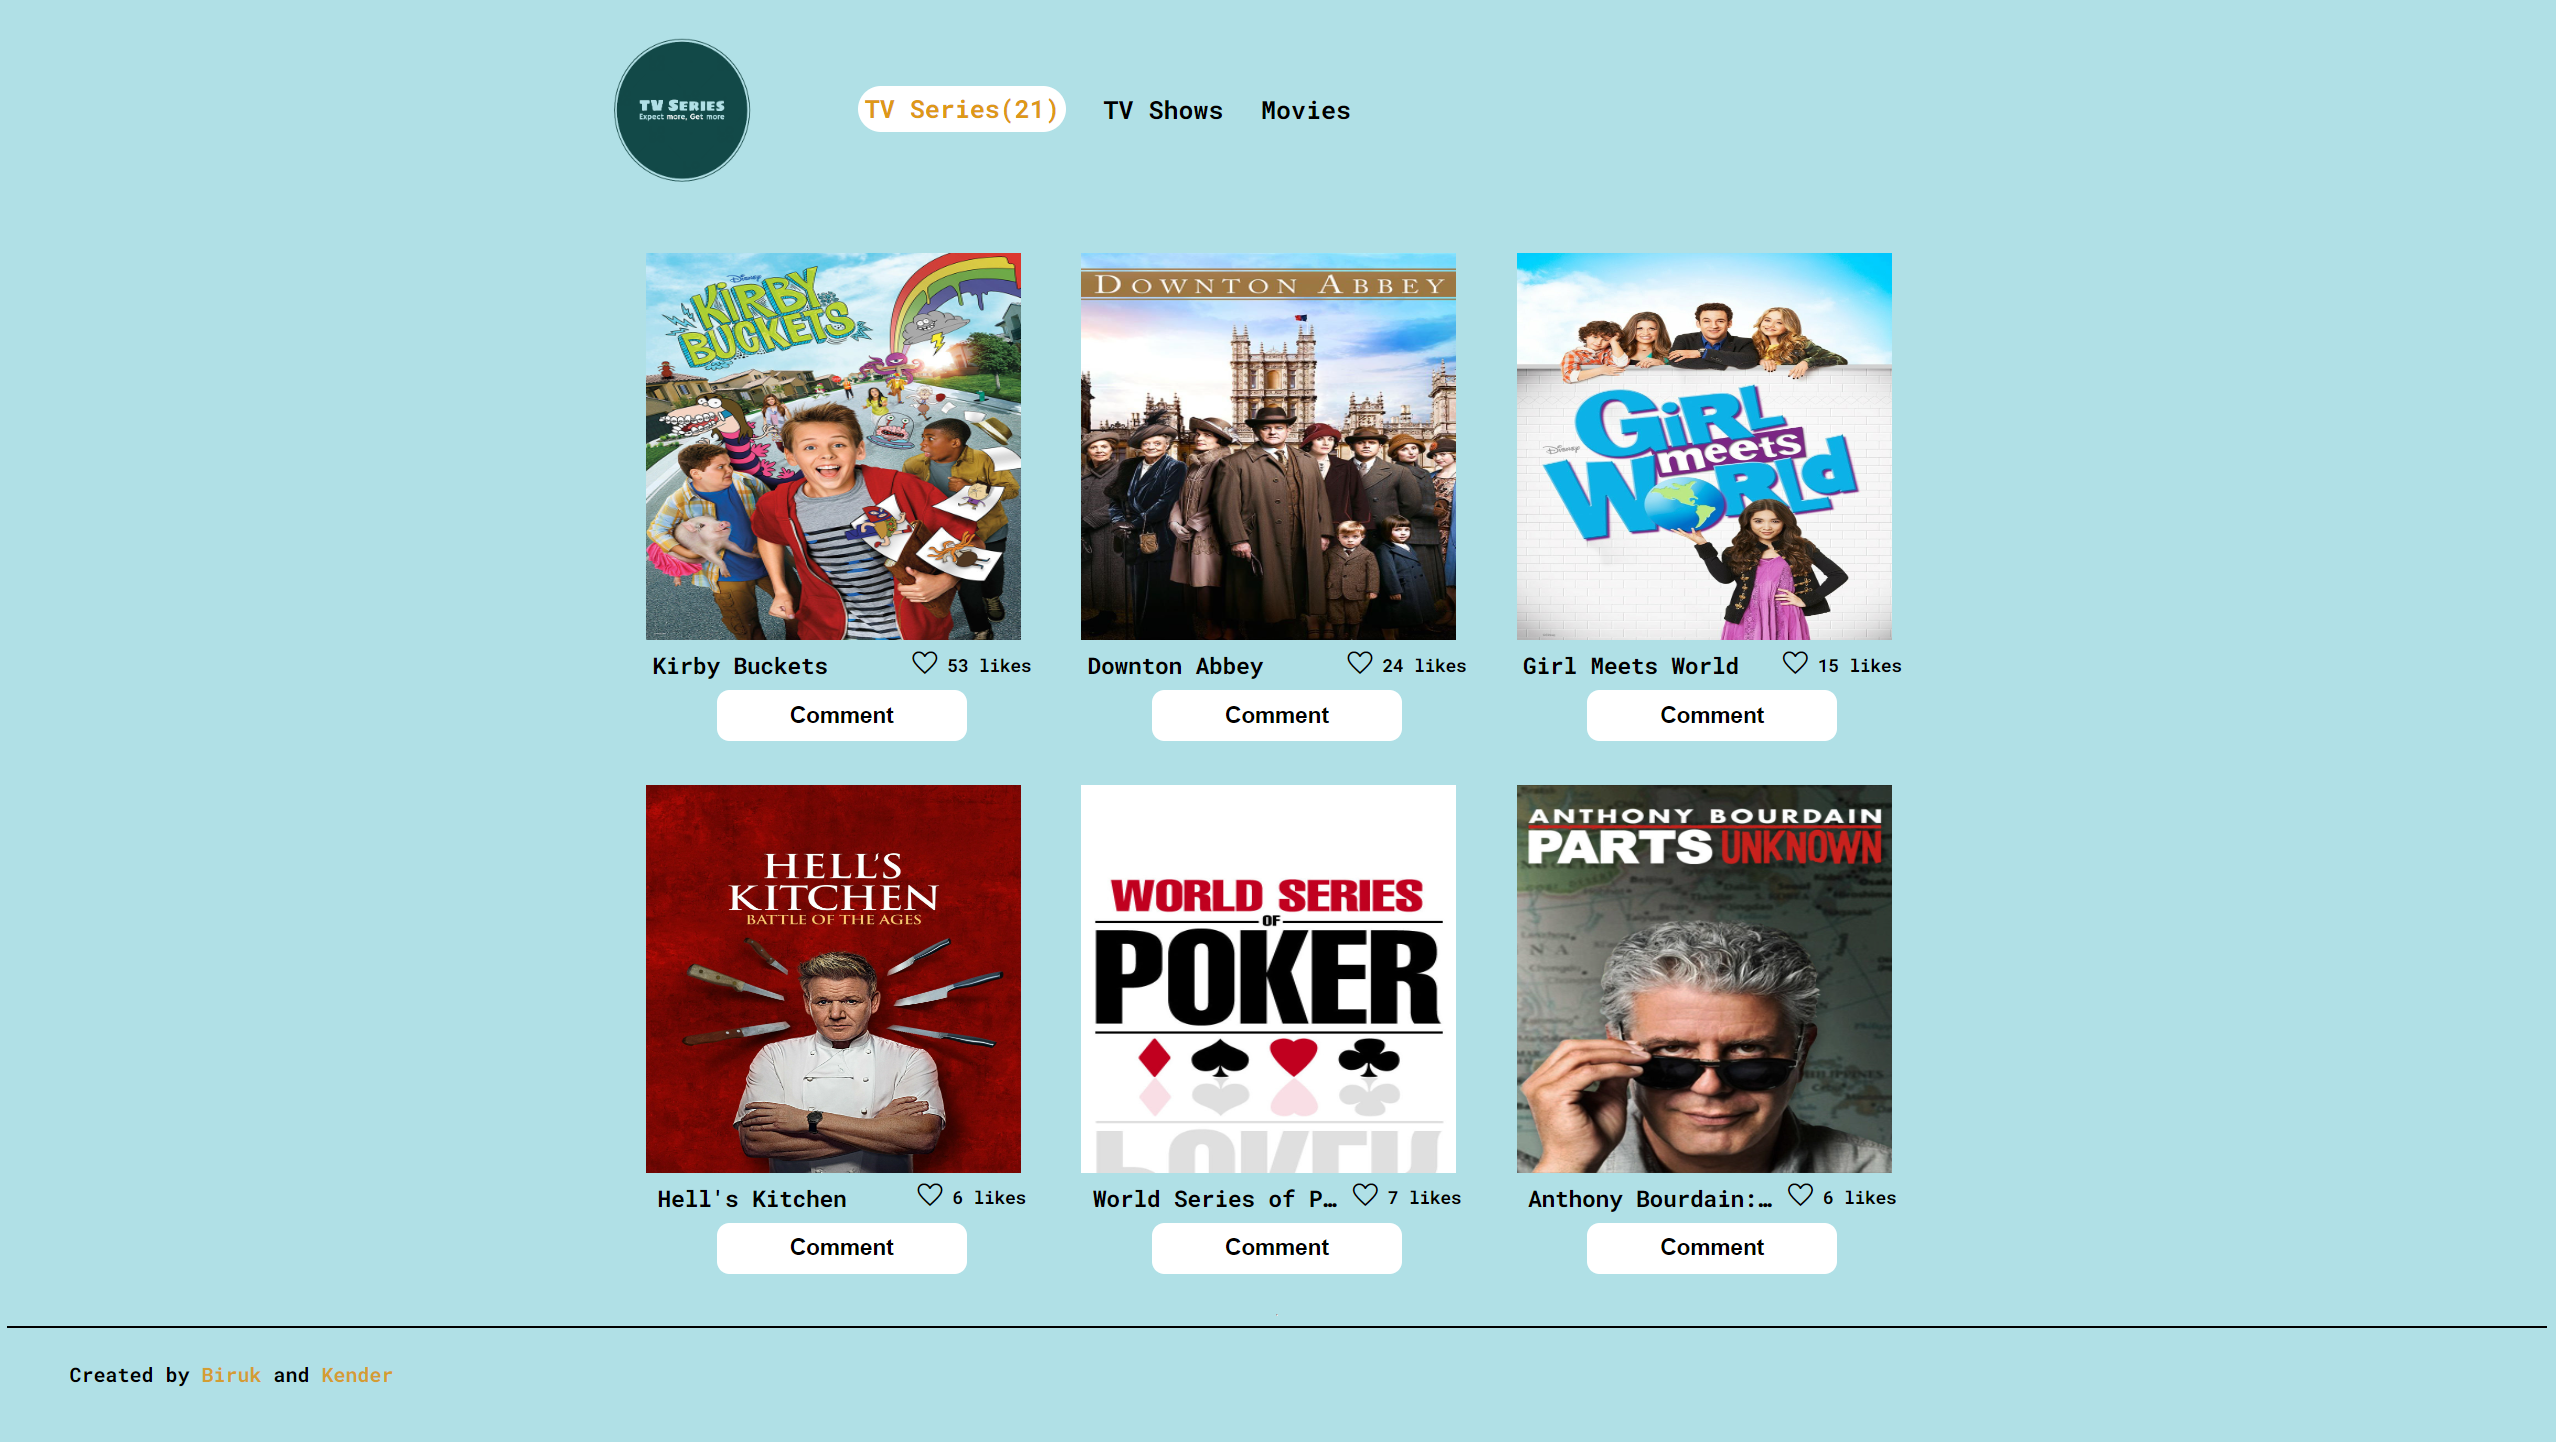 TV SERIES
Expect more, Get more
TV Series(21)
TV Shows
Movies
Disney
KiRBY
BUCKETS
DOWNTON ABBEY
Disney
GiRL
meets
WORLd
Kirby Buckets
53 likes
Downton Abbey
24 likes
Girl Meets World
15 likes
Comment
Comment
Comment
HELL'S
KITCHEN
BATTLE OF THE AGES
WORLD SERIES
OF
POKER
ANTHONY BOURDAIN
PARTS UNKNOWN
PHILIPPINES
Hell's Kitchen
6 likes
World Series of P…
7 likes
Anthony Bourdain:…
6 likes
Comment
Comment
Comment
Created by Biruk and Kender